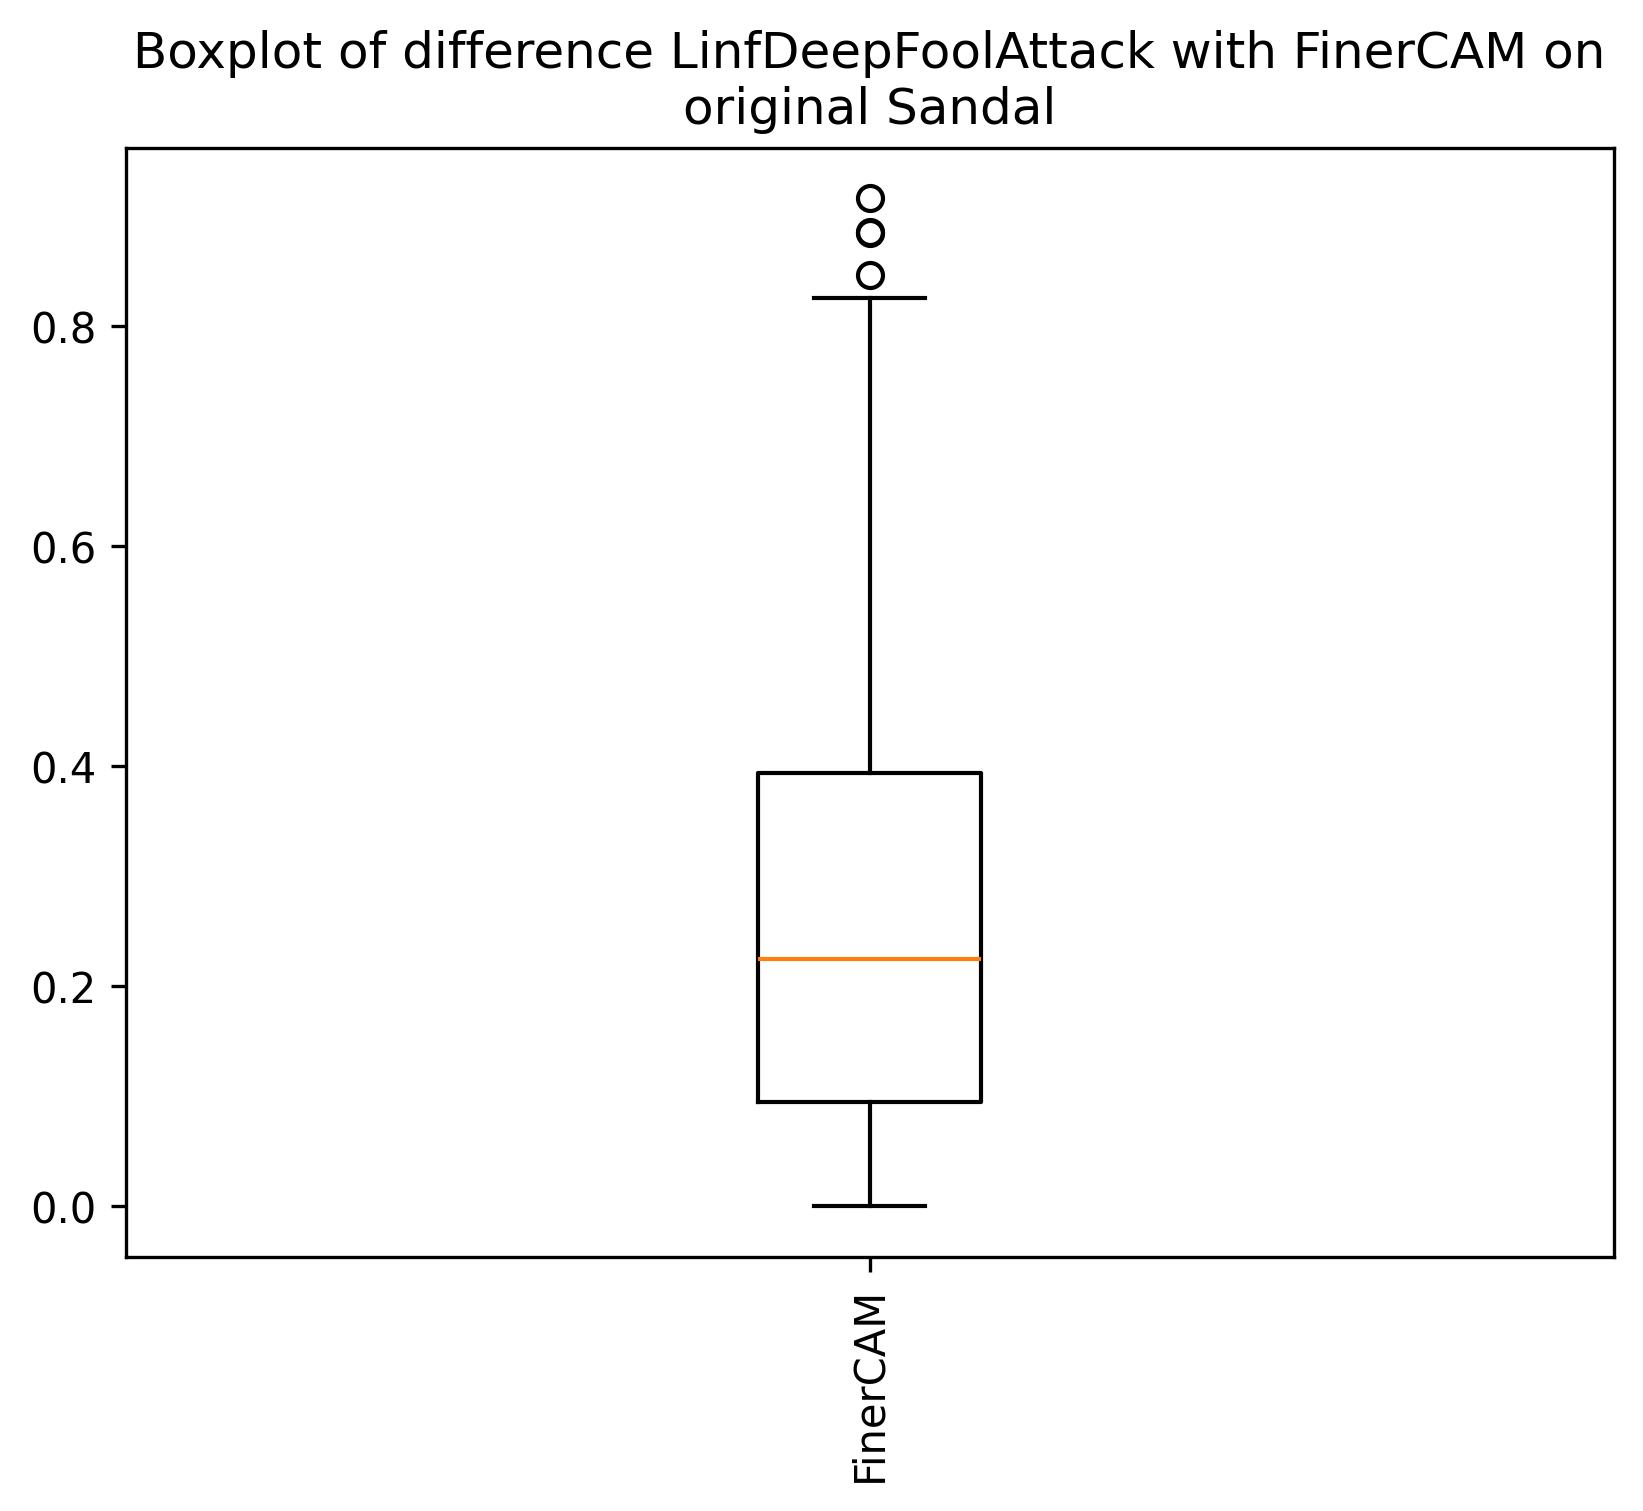 Boxplot of difference LinfDeepFoolAttack with FinerCAM on
original Sandal
0.8
0.6
0.4
0.2
0.0
FinerCAM